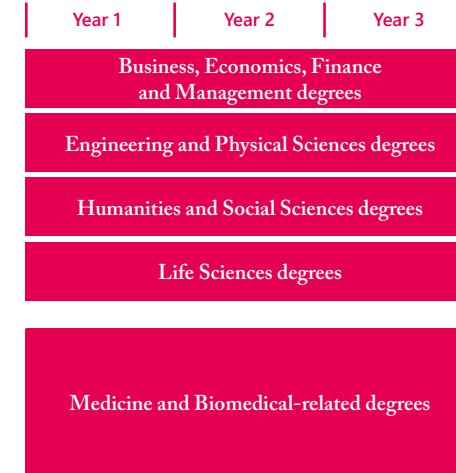 Year 1
Year 2
Year 3
Business, Economics, Finance
and Management degrees
Engineering and Physical Sciences degrees
Humanities and Social Sciences degrees
Life Sciences degrees
Medicine and Biomedical-related degrees